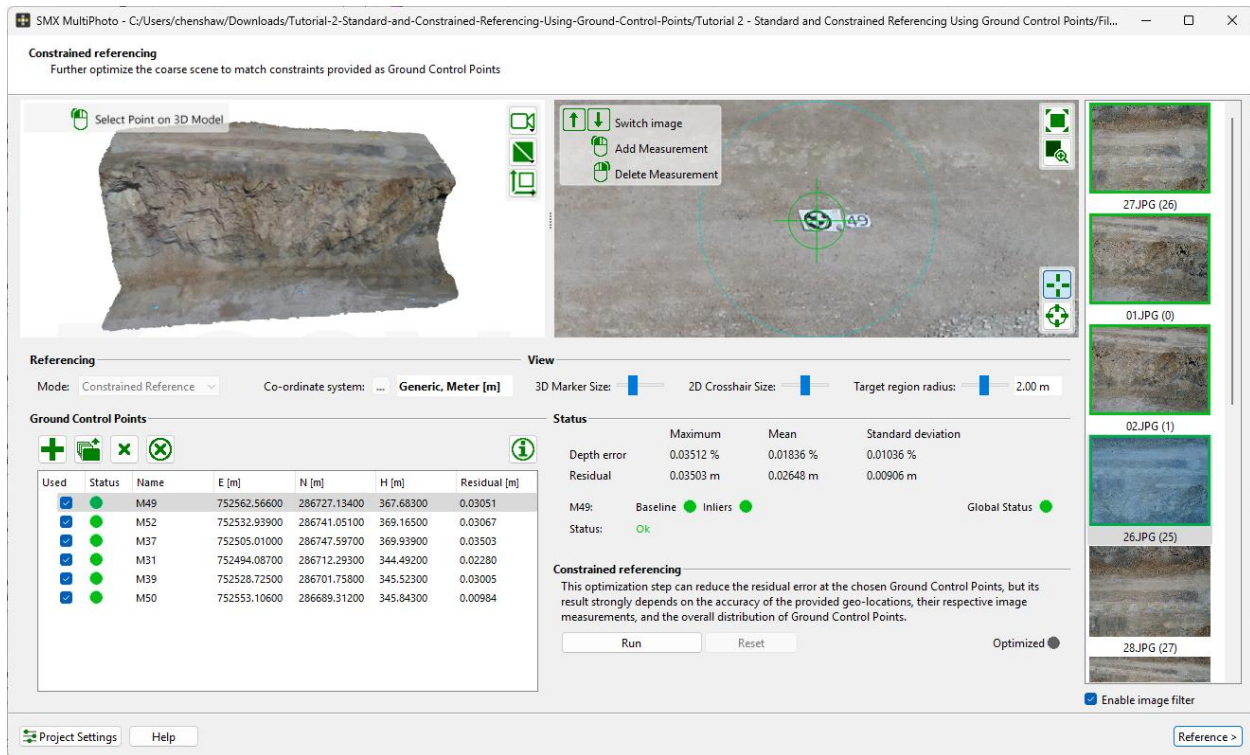 SMX MultiPhoto - C:/Users/chenshaw/Downloads/Tutorial-2-Standard-and-Constrained-Referencing-Using-Ground-Control-Points/Tutorial 2 - Standard and Constrained Referencing Using Ground Control Points/Fil...
Constrained referencing
Further optimize the coarse scene to match constraints provided as Ground Control Points
Select Point on 3D Model
Switch image
Add Measurement
Delete Measurement
49
27.JPG (26)
01.JPG (0)
02.JPG (1)
26.JPG (25)
28.JPG (27)
Enable image filter
Referencing
Mode: Constrained Reference Co-ordinate system: ... Generic, Meter [m]
View
3D Marker Size: 2D Crosshair Size: Target region radius: 2.00 m
Ground Control Points
Used Status Name E [m] N [m] H [m] Residual [m]
M49 752562.56600 286727.13400 367.68300 0.03051
M52 752532.93900 286741.05100 369.16500 0.03067
M37 752505.01000 286747.59700 369.93900 0.03503
M31 752494.08700 286712.29300 344.49200 0.02280
M39 752528.72500 286701.75800 345.52300 0.03005
M50 752553.10600 286689.31200 345.84300 0.00984
Status
Maximum Mean Standard deviation
Depth error 0.03512 % 0.01836 % 0.01036 %
Residual 0.03503 m 0.02648 m 0.00906 m
M49: Baseline Inliers Global Status
Status: Ok
Constrained referencing
This optimization step can reduce the residual error at the chosen Ground Control Points, but its
result strongly depends on the accuracy of the provided geo-locations, their respective image
measurements, and the overall distribution of Ground Control Points.
Run Reset Optimized
Project Settings Help Reference >